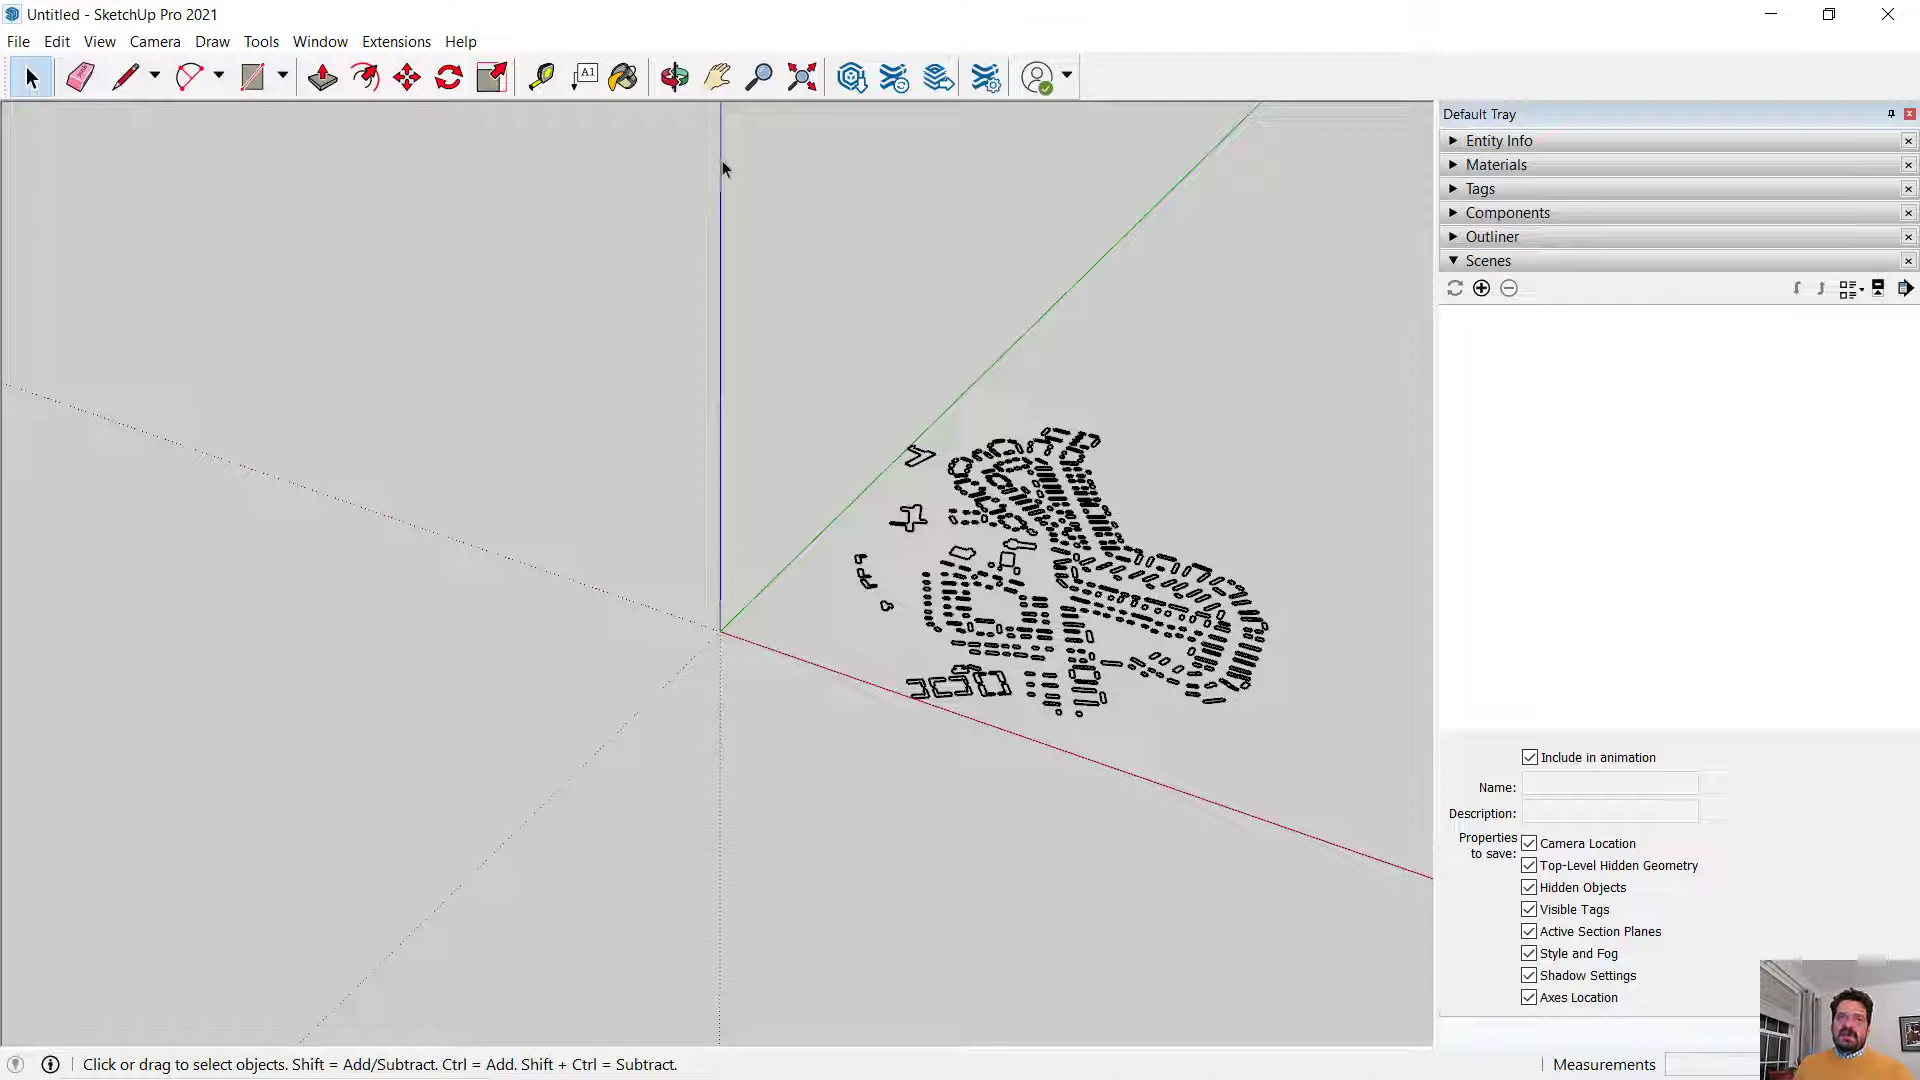 Untitled - SketchUp Pro 2021
File Edit View Camera Draw Tools Window Extensions Help
A1
Default Tray
Entity Info
Materials
Tags
Components
Outliner
Scenes
Include in animation
Name:
Description:
Properties to save:
Camera Location
Top-Level Hidden Geometry
Hidden Objects
Visible Tags
Active Section Planes
Style and Fog
Shadow Settings
Axes Location
Click or drag to select objects. Shift = Add/Subtract. Ctrl = Add. Shift + Ctrl = Subtract.
Measurements